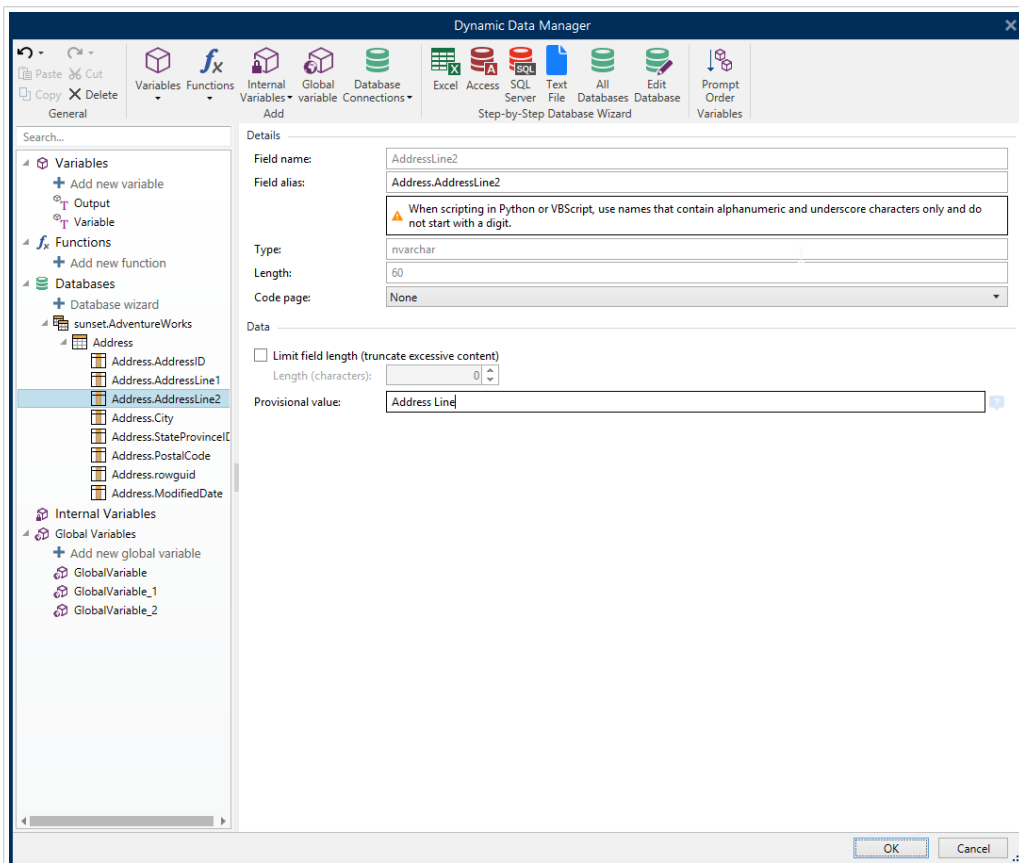 Dynamic Data Manager
Paste Cut
Copy Delete
General
Variables Functions
Internal Variables
Global variable
Database Connections
Add
Excel Access SQL Server Text File All Databases Edit Database
Step-by-Step Database Wizard
Prompt Order
Variables
Search...
Variables
Add new variable
Output
Variable
Functions
Add new function
Databases
Database wizard
sunset.AdventureWorks
Address
Address.AddressID
Address.AddressLine1
Address.AddressLine2
Address.City
Address.StateProvinceID
Address.PostalCode
Address.rowguid
Address.ModifiedDate
Internal Variables
Global Variables
Add new global variable
GlobalVariable
GlobalVariable_1
GlobalVariable_2
Details
Field name: AddressLine2
Field alias: Address.AddressLine2
When scripting in Python or VBScript, use names that contain alphanumeric and underscore characters only and do
not start with a digit.
Type: nvarchar
Length: 60
Code page: None
Data
Limit field length (truncate excessive content)
Length (characters): 0
Provisional value: Address Line
OK Cancel